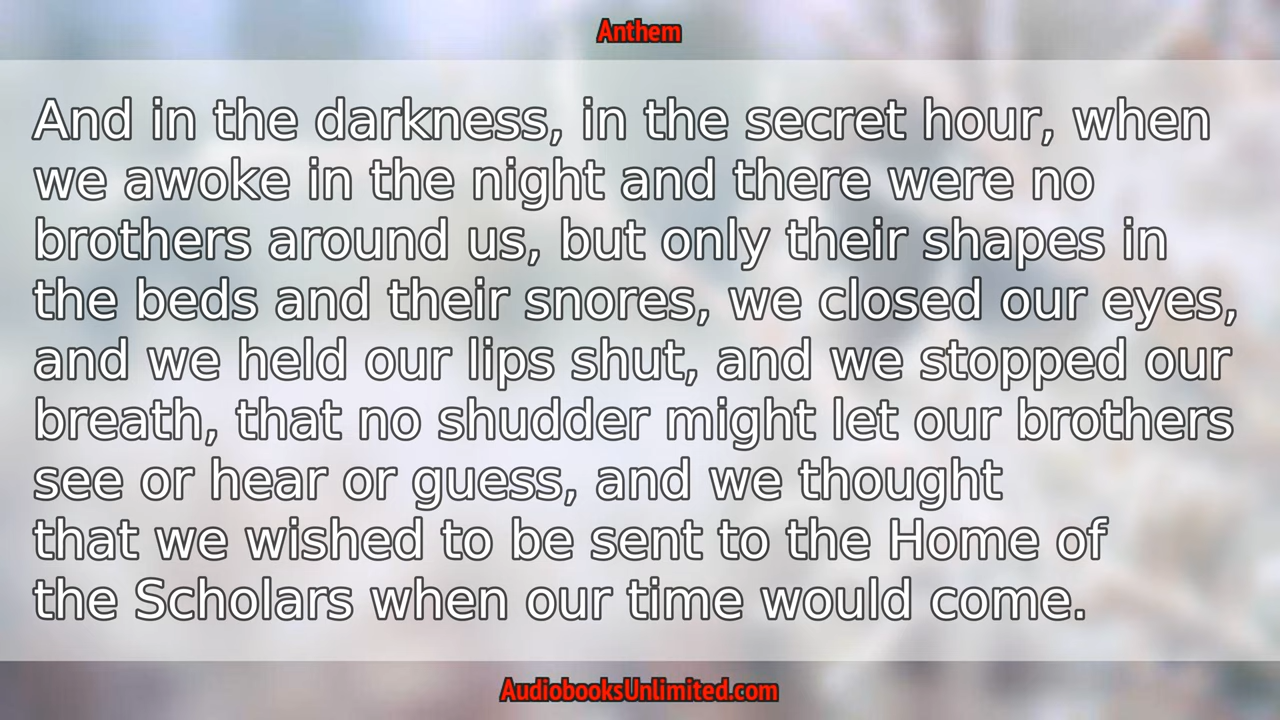 Anthem
And in the darkness, in the secret hour, when
we awoke in the night and there were no
brothers around us, but only their shapes in
the beds and their snores, we closed our eyes,
and we held our lips shut, and we stopped our
breath, that no shudder might let our brothers
see or hear or guess, and we thought
that we wished to be sent to the Home of
the Scholars when our time would come.
AudiobooksUnlimited.com